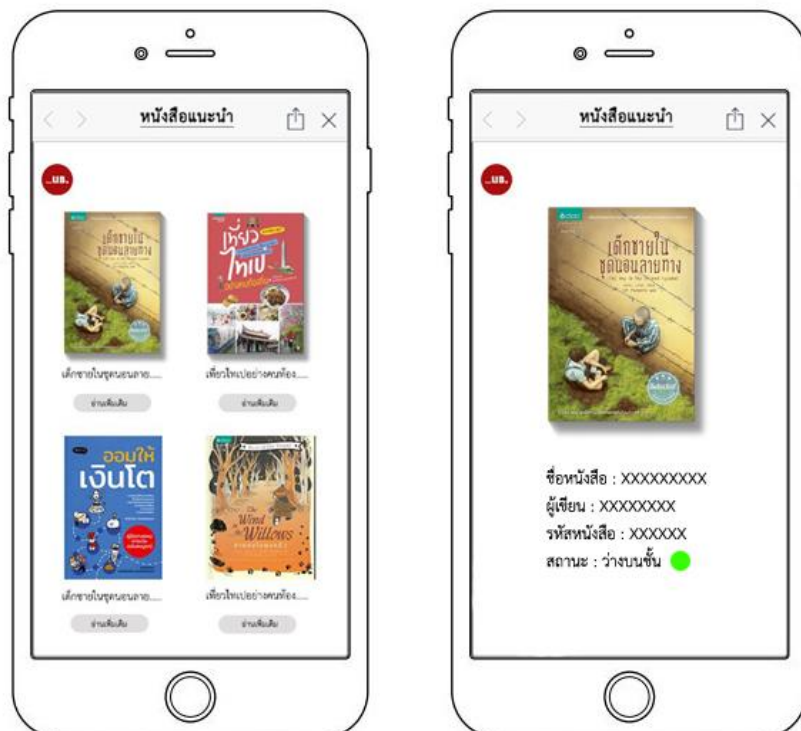 หนังสือแนะนำ
...มธ.
เด็กชายใน
ชุดนอนลายทาง
เที่ยว
ไทเป
เด็กชายในชุดนอนลาย.....
เที่ยวไทเปอย่างคนท้อง.....
อ่านเพิ่มเติม
อ่านเพิ่มเติม
ออมให้
เงินโต
The
Wind
in the
Willows
เด็กชายในชุดนอนลาย.....
เที่ยวไทเปอย่างคนท้อง.....
อ่านเพิ่มเติม
อ่านเพิ่มเติม
หนังสือแนะนำ
...มธ.
เด็กชายใน
ชุดนอนลายทาง
ชื่อหนังสือ : XXXXXXXXX
ผู้เขียน : XXXXXXXX
รหัสหนังสือ : XXXXXX
สถานะ : ว่างบนชั้น